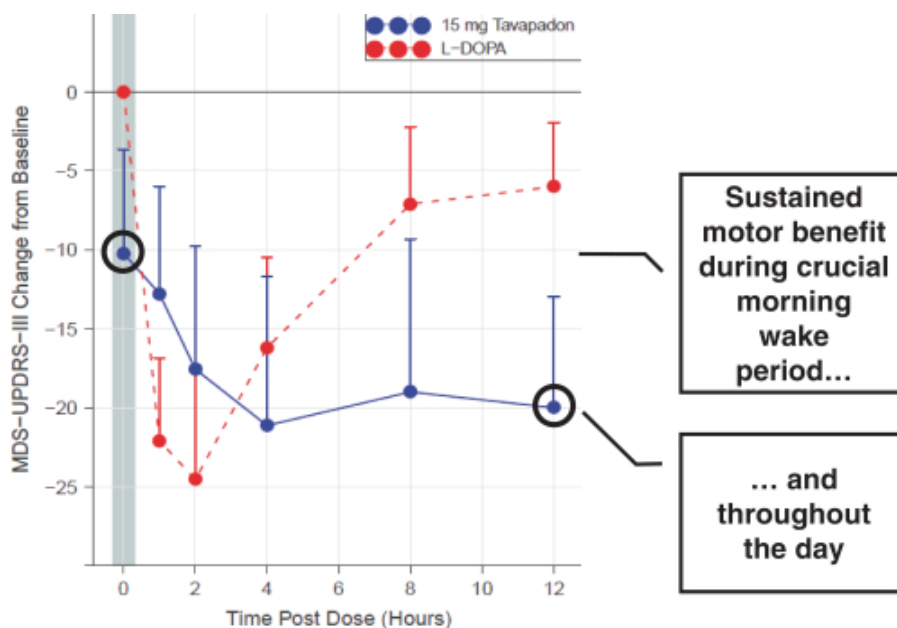 15 mg Tavapadon
L-DOPA
MDS-UPDRS-III Change from Baseline
0
-5
-10
-15
-20
-25
0
2
4
6
8
10
12
Time Post Dose (Hours)
Sustained
motor benefit
during crucial
morning
wake
period...
... and
throughout
the day